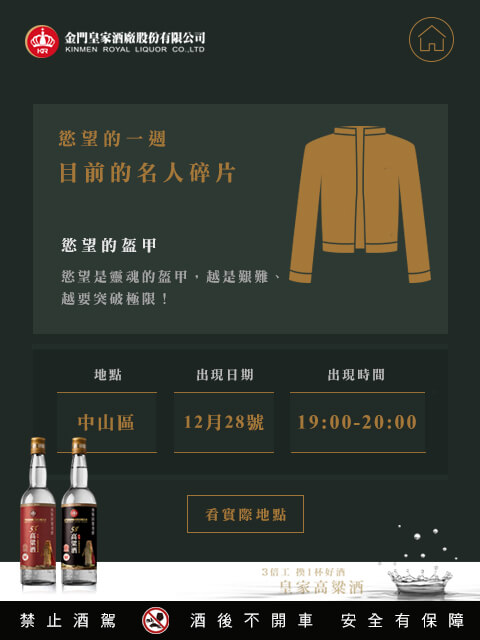 金門皇家酒廠股份有限公司
KINMEN ROYAL LIQUOR CO.,LTD
KR
慾望的一週
目前的名人碎片
慾望的盔甲
慾望是靈魂的盔甲，越是艱難、
越要突破極限！
地點 出現日期 出現時間
中山區 12月28號 19:00-20:00
看實際地點
高粱酒 高粱酒
3倍工 換1杯好酒
皇家高粱酒
禁止酒駕 酒後不開車 安全有保障